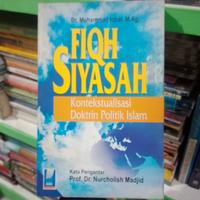 Dr. Muhammad Iqbal, M.Ag.
FIQH
SIYASAH
Kontekstualisasi
Doktrin Politik Islam
Kata Pengantar
Prof. Dr. Nurcholish Madjid